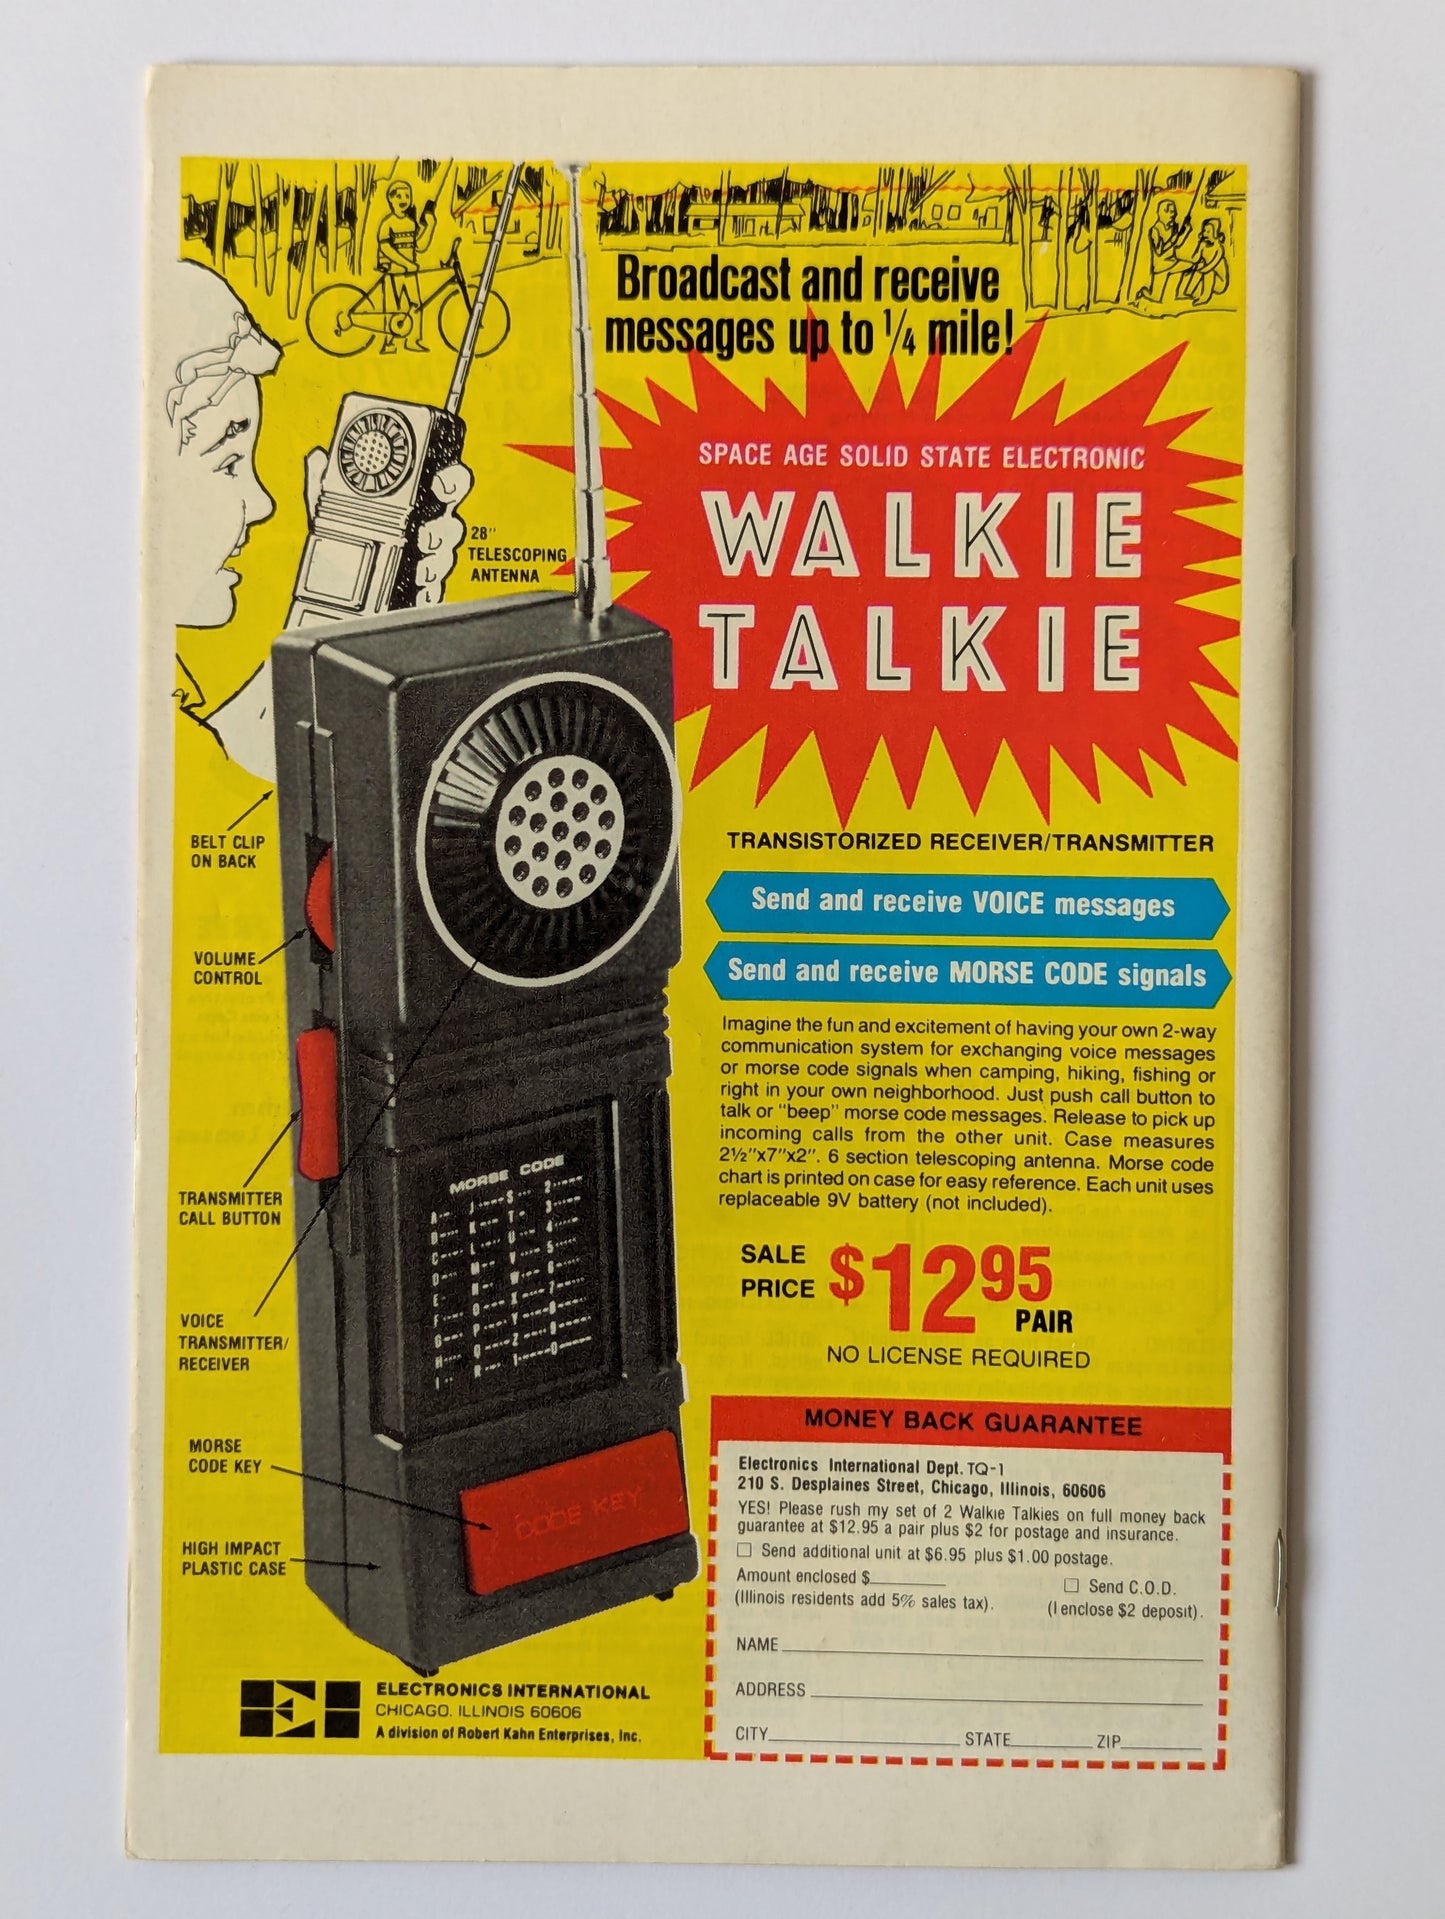 Broadcast and receive
messages up to 1/4 mile!
SPACE AGE SOLID STATE ELECTRONIC
WALKIE
TALKIE
28"
TELESCOPING
ANTENNA
BELT CLIP
ON BACK
VOLUME
CONTROL
TRANSMITTER
CALL BUTTON
VOICE
TRANSMITTER/
RECEIVER
MORSE
CODE KEY
HIGH IMPACT
PLASTIC CASE
MORSE CODE
CODE KEY
TRANSISTORIZED RECEIVER/TRANSMITTER
Send and receive VOICE messages
Send and receive MORSE CODE signals
Imagine the fun and excitement of having your own 2-way
communication system for exchanging voice messages
or morse code signals when camping, hiking, fishing or
right in your own neighborhood. Just push call button to
talk or "beep" morse code messages. Release to pick up
incoming calls from the other unit. Case measures
2½"x7"x2". 6 section telescoping antenna. Morse code
chart is printed on case for easy reference. Each unit uses
replaceable 9V battery (not included).
SALE
PRICE $12 95
PAIR
NO LICENSE REQUIRED
MONEY BACK GUARANTEE
Electronics International Dept. TQ-1
210 S. Desplaines Street, Chicago, Illinois, 60606
YES! Please rush my set of 2 Walkie Talkies on full money back
guarantee at $12.95 a pair plus $2 for postage and insurance.
☐ Send additional unit at $6.95 plus $1.00 postage.
Amount enclosed $________ ☐ Send C.O.D.
(Illinois residents add 5% sales tax). (I enclose $2 deposit).
NAME
ADDRESS
CITY STATE ZIP
EI
ELECTRONICS INTERNATIONAL
CHICAGO, ILLINOIS 60606
A division of Robert Kahn Enterprises, Inc.